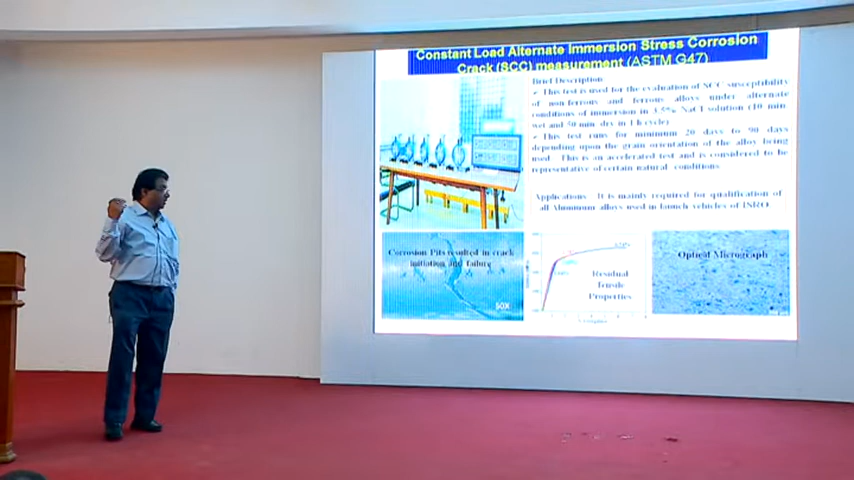 Constant Load Alternate Immersion Stress Corrosion
Crack (SCC) measurement (ASTM G47)
Brief Description
➤ This test is used for the evaluation of SCC susceptibility
of non-ferrous and ferrous alloys under alternate
conditions of immersion in 3.5% NaCl solution (10 min
wet and 50 min. dry in 1 h cycle)
➤ This test runs for minimum 20 days to 90 days
depending upon the grain orientation of the alloy being
used. This is an accelerated test and is considered to be
representative of certain natural conditions
Applications: It is mainly required for qualification of
all Aluminum alloys used in launch vehicles of ISRO.
Corrosion Pits resulted in crack
initiation and failure
50X
Residual
Tensile
Properties
Optical Micrograph